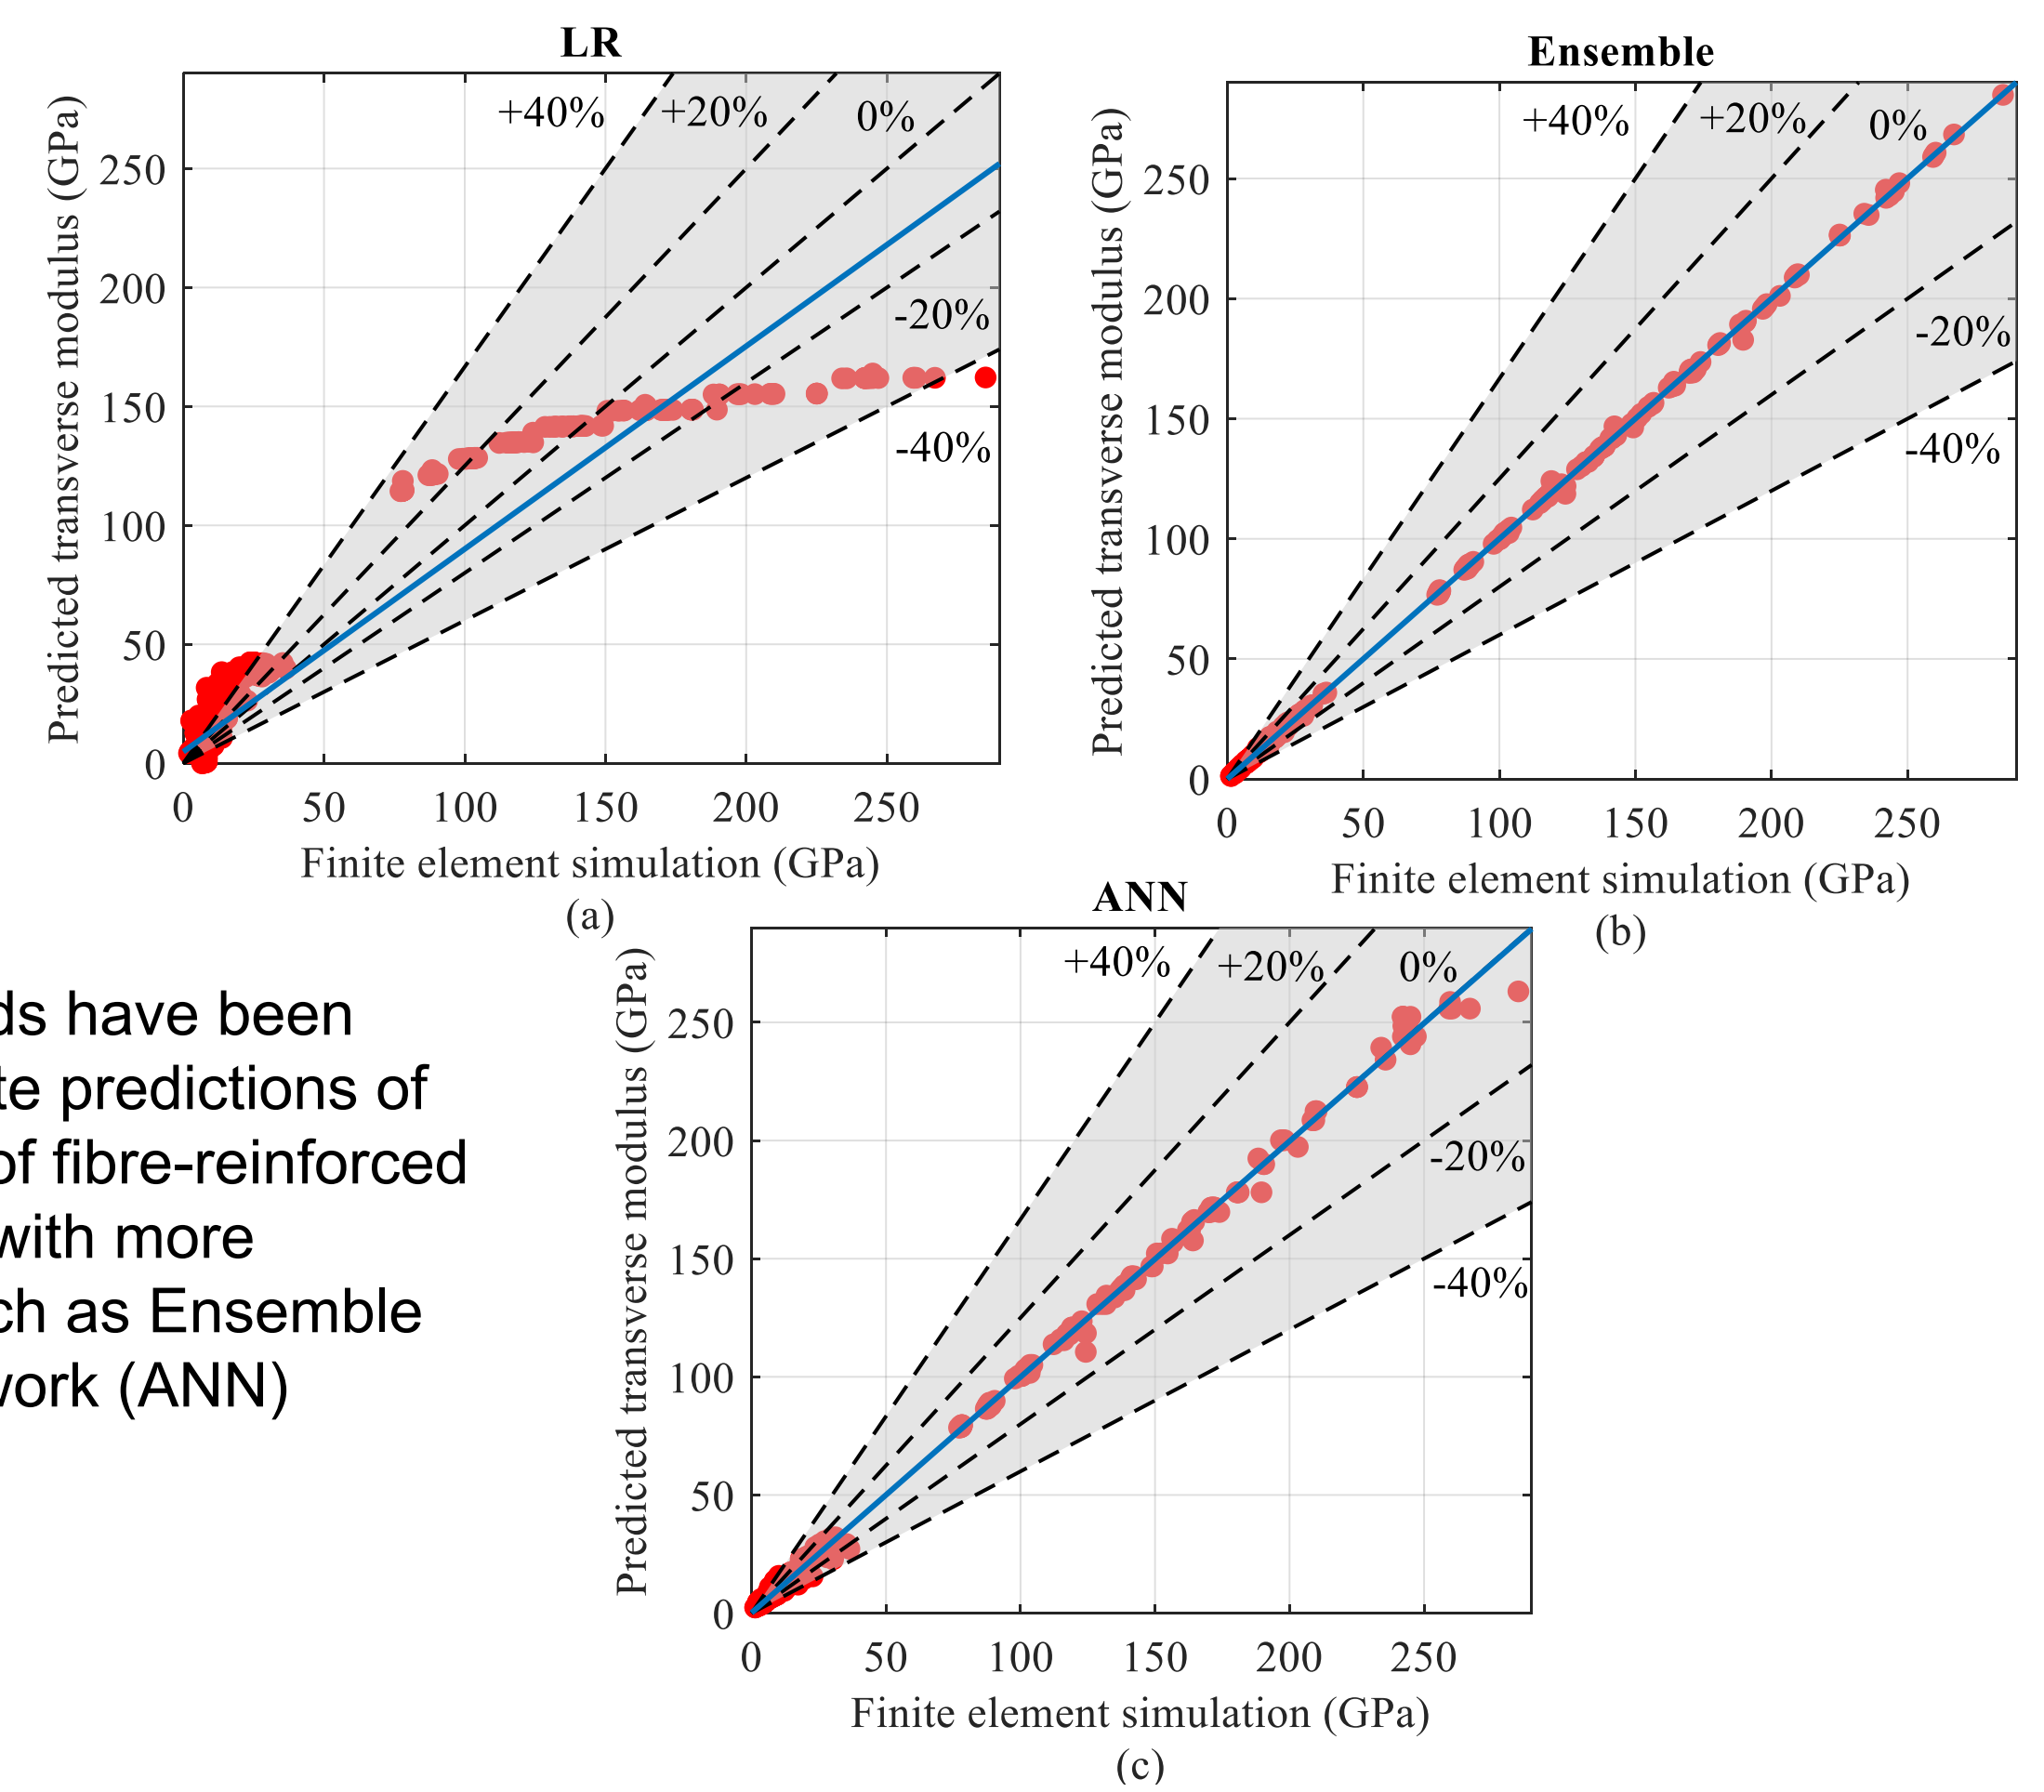 LR
+40%
+20%
0%
-20%
-40%
250
200
150
100
50
0
0 50 100 150 200 250
Predicted transverse modulus (GPa)
Finite element simulation (GPa)
(a)
Ensemble
+40%
+20%
0%
-20%
-40%
250
200
150
100
50
0
0 50 100 150 200 250
Predicted transverse modulus (GPa)
Finite element simulation (GPa)
(b)
ds have been
te predictions of
of fibre-reinforced
with more
ch as Ensemble
work (ANN)
ANN
+40%
+20%
0%
-20%
-40%
250
200
150
100
50
0
0 50 100 150 200 250
Predicted transverse modulus (GPa)
Finite element simulation (GPa)
(c)